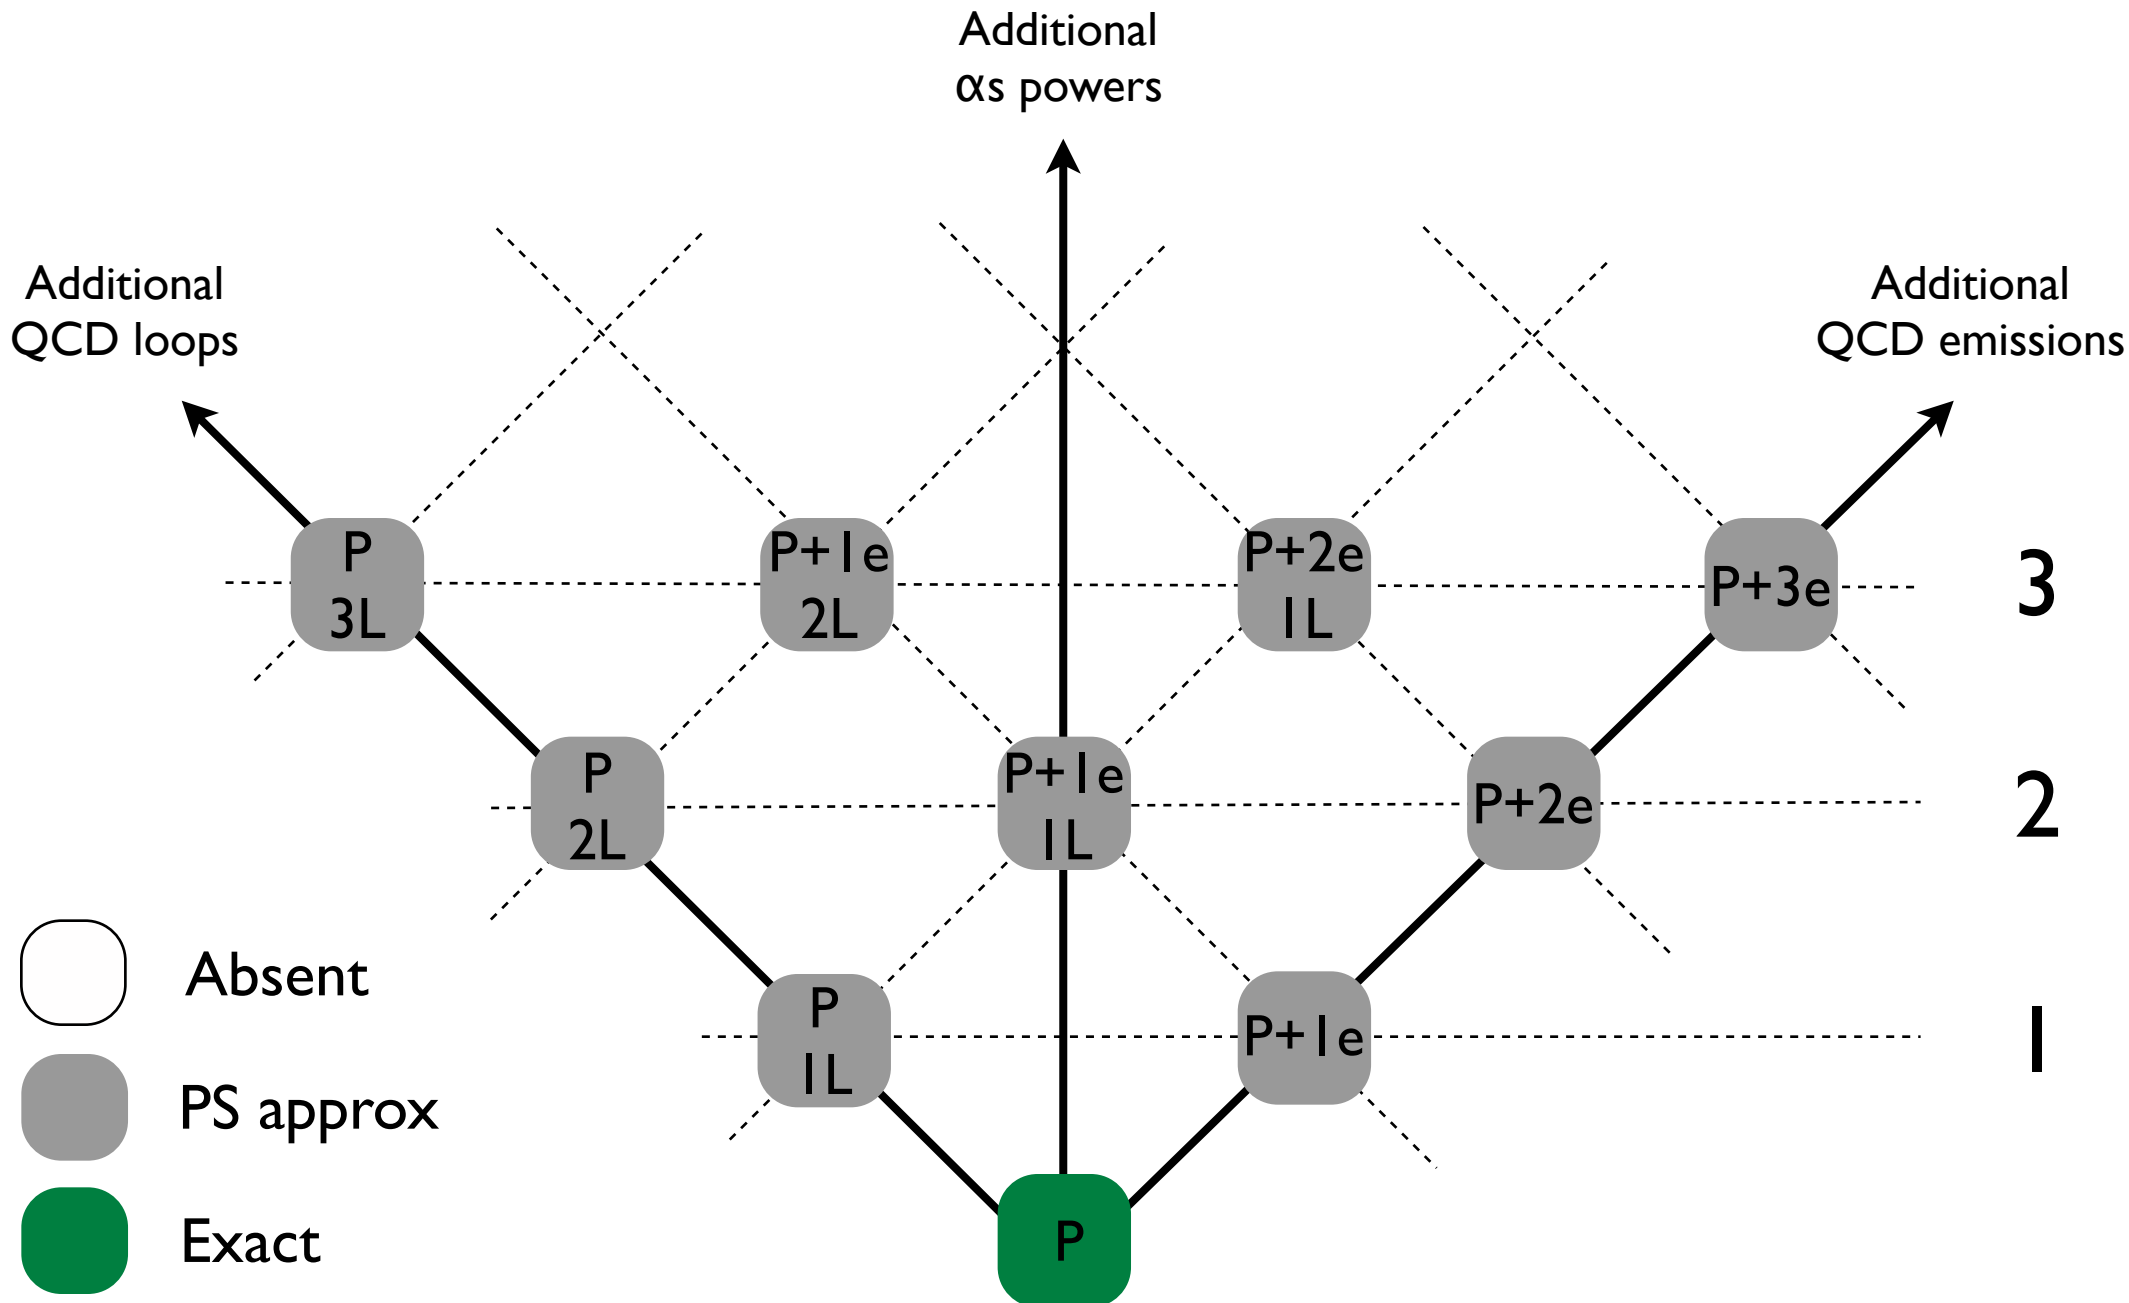 Additional
αs powers
Additional
QCD loops
Additional
QCD emissions
P
3L
P+1e
2L
P+2e
1L
P+3e
3
P
2L
P+1e
1L
P+2e
2
P
1L
P+1e
1
P
Absent
PS approx
Exact